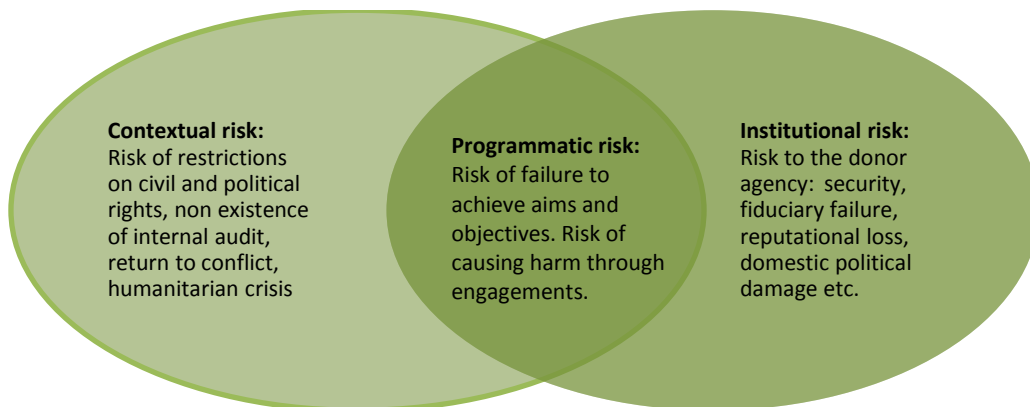 Contextual risk:
Risk of restrictions
on civil and political
rights, non existence
of internal audit,
return to conflict,
humanitarian crisis
Programmatic risk:
Risk of failure to
achieve aims and
objectives. Risk of
causing harm through
engagements.
Institutional risk:
Risk to the donor
agency: security,
fiduciary failure,
reputational loss,
domestic political
damage etc.